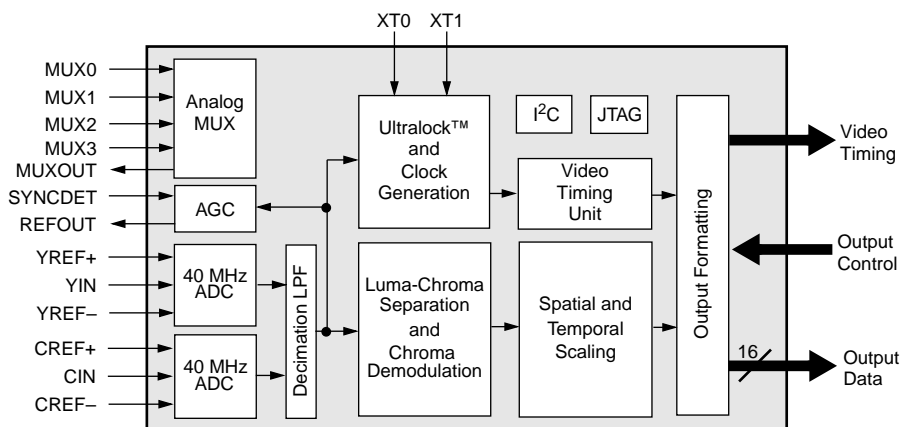 XT0 XT1
MUX0
MUX1
MUX2
MUX3
MUXOUT
SYNCDET
REFOUT
YREF+
YIN
YREF–
CREF+
CIN
CREF–
Analog
MUX
AGC
40 MHz
ADC
40 MHz
ADC
Decimation LPF
Ultralock™
and
Clock
Generation
Luma-Chroma
Separation
and
Chroma
Demodulation
I²C
JTAG
Video
Timing
Unit
Spatial and
Temporal
Scaling
Output Formatting
Video
Timing
Output
Control
16
Output
Data